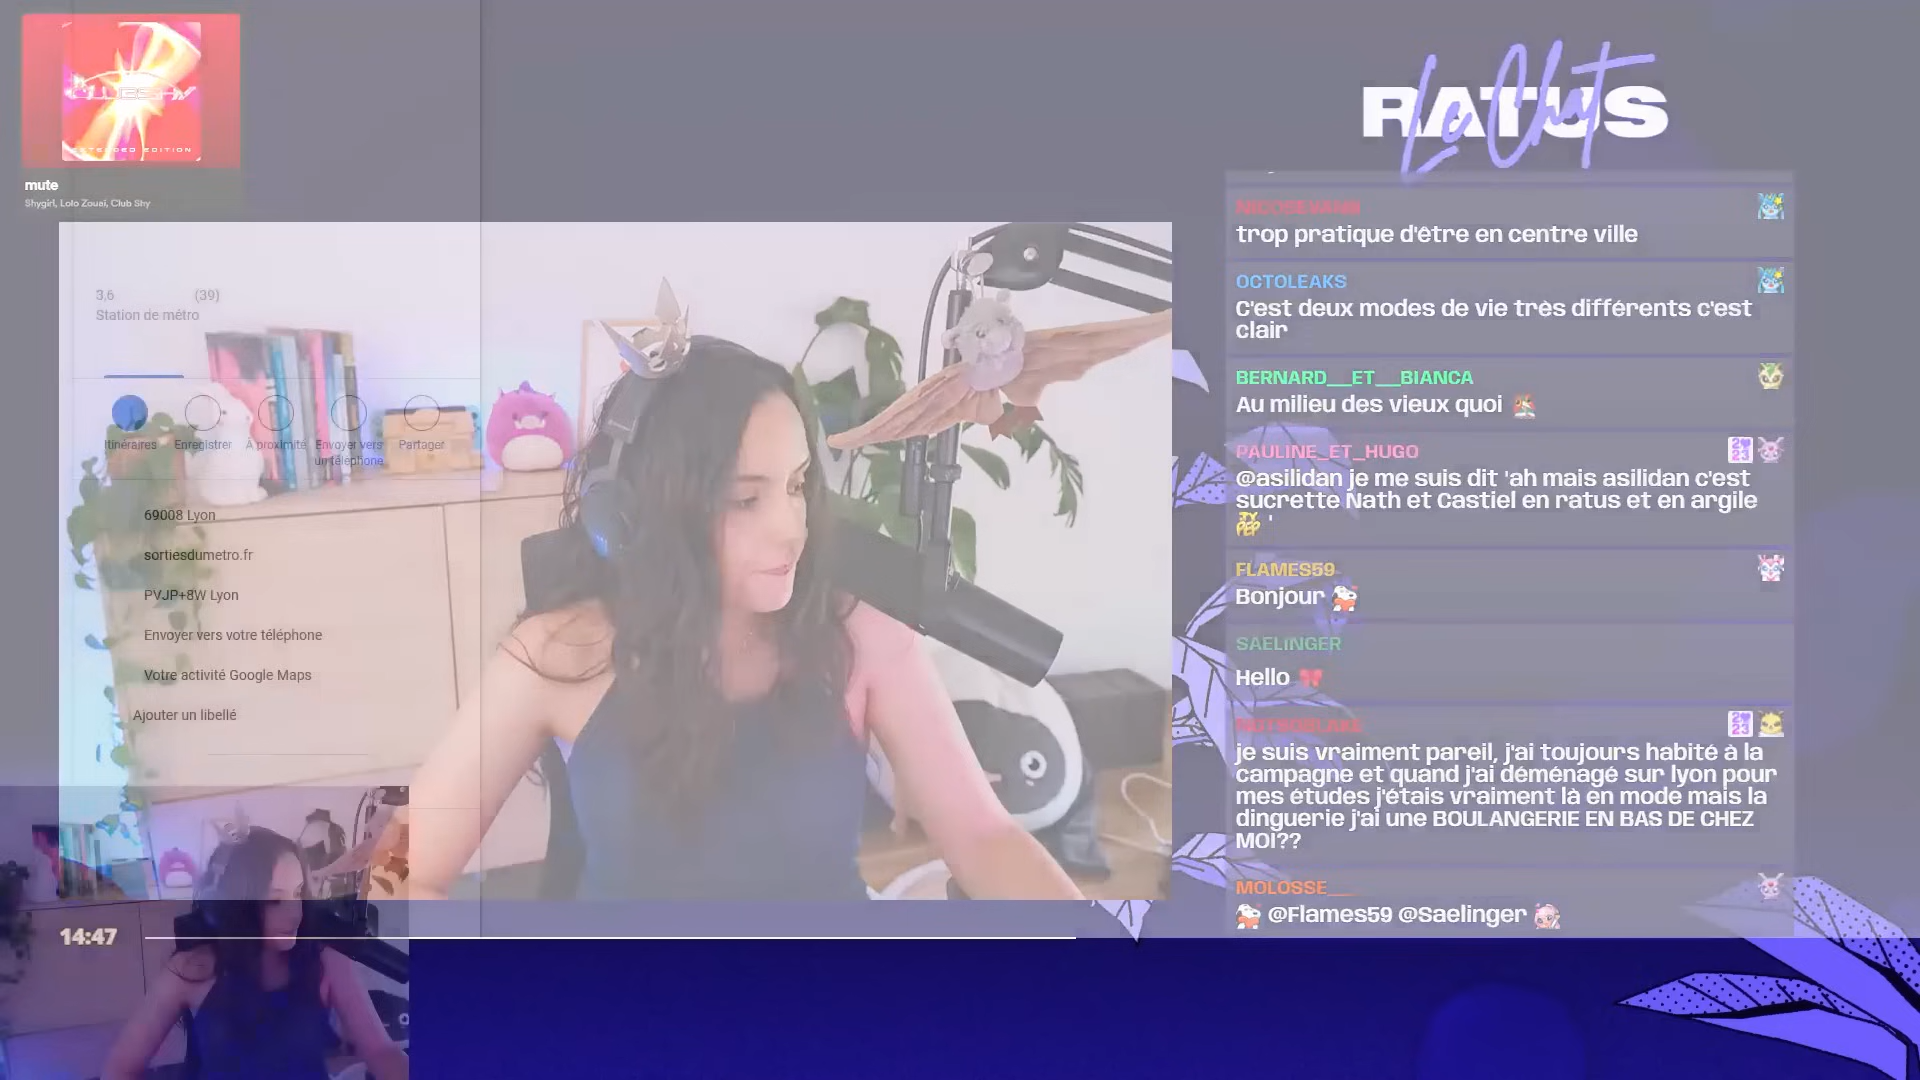 EXTENDED EDITION
mute
Shygirl, Lolo Zouaï, Club Shy
3,6 (39)
Station de métro
Itinéraires Enregistrer À proximité Envoyer vers un téléphone Partager
69008 Lyon
sortiesdumetro.fr
PVJP+8W Lyon
Envoyer vers votre téléphone
Votre activité Google Maps
Ajouter un libellé
14:47
RATUS
Le Chat
NICOSEVANS
trop pratique d'être en centre ville
OCTOLEAKS
C'est deux modes de vie très différents c'est
clair
BERNARD__ET__BIANCA
Au milieu des vieux quoi
PAULINE_ET_HUGO
@asilidan je me suis dit 'ah mais asilidan c'est
sucrette Nath et Castiel en ratus et en argile
'
FLAMES59
Bonjour
SAELINGER
Hello
je suis vraiment pareil, j'ai toujours habité à la
campagne et quand j'ai déménagé sur lyon pour
mes études j'étais vraiment là en mode mais la
dinguerie j'ai une BOULANGERIE EN BAS DE CHEZ
MOI??
MOLOSSE___
@Flames59 @Saelinger